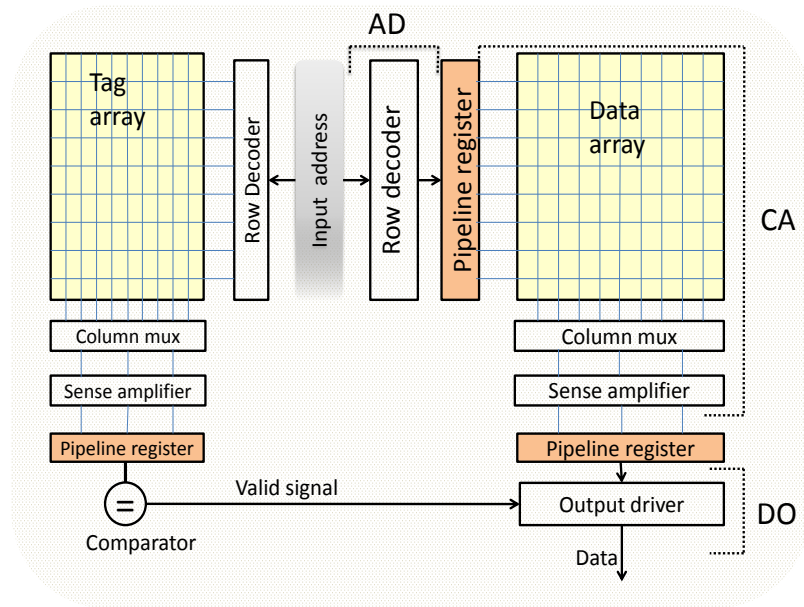 AD
Tag
array
Row Decoder
Input address
Row decoder
Pipeline register
Data
array
CA
Column mux
Column mux
Sense amplifier
Sense amplifier
Pipeline register
Pipeline register
Valid signal
=
Output driver
DO
Comparator
Data